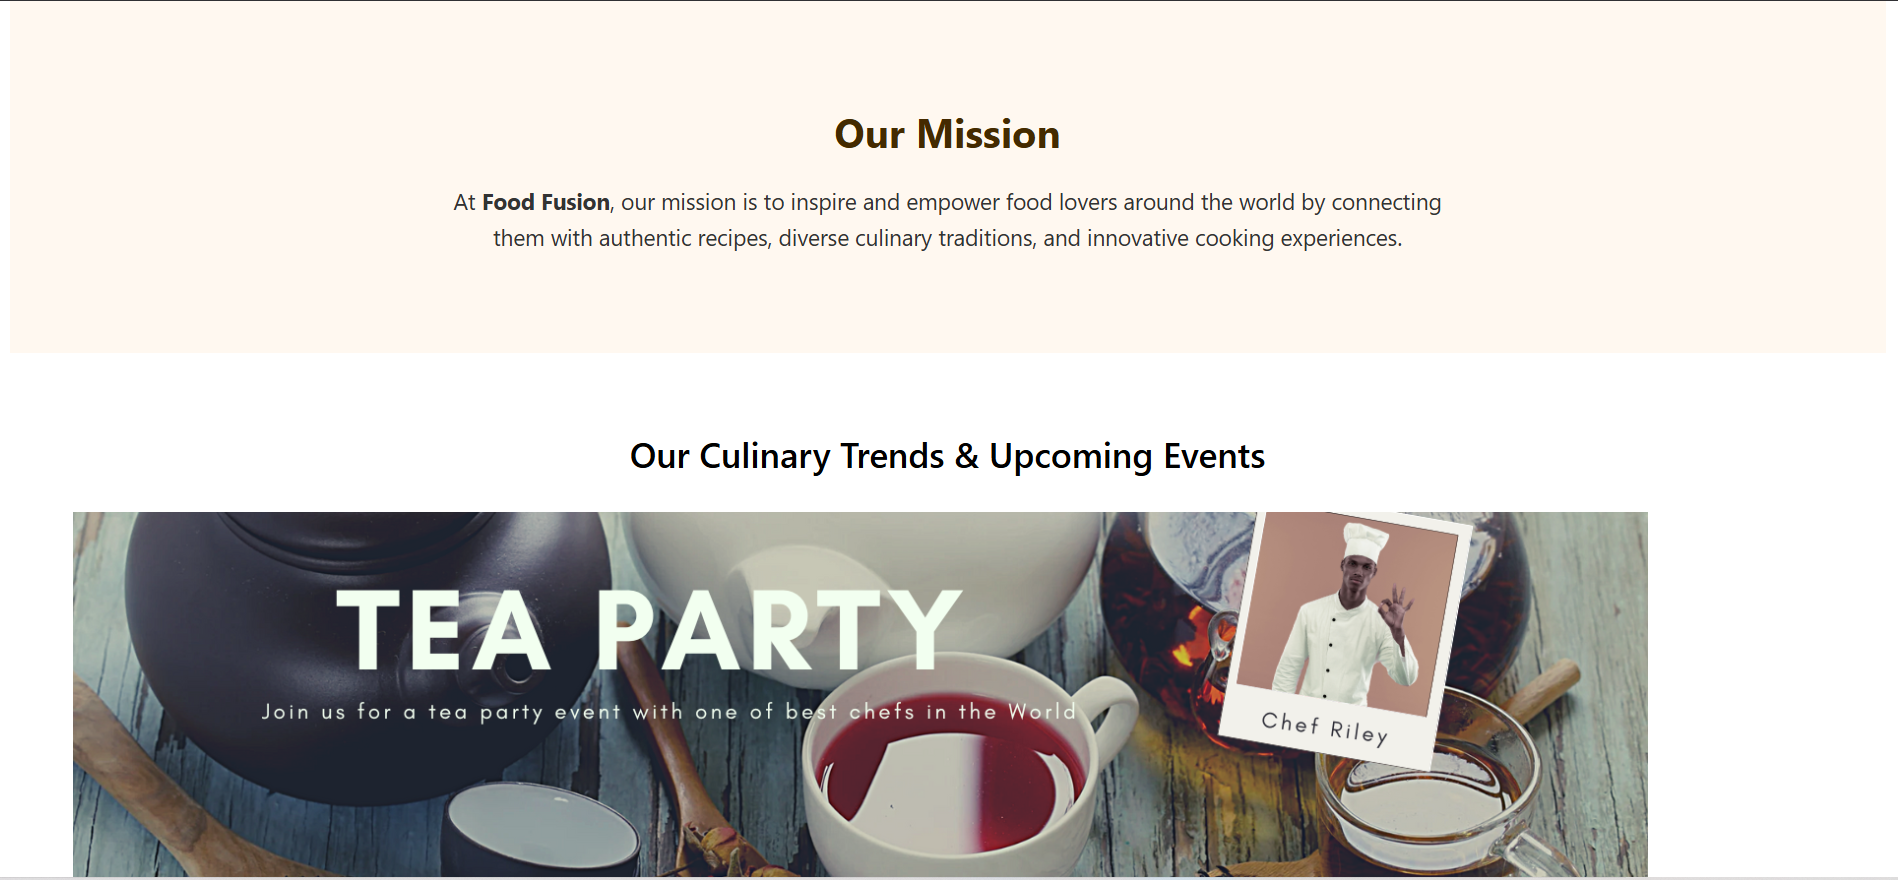 Our Mission
At Food Fusion, our mission is to inspire and empower food lovers around the world by connecting
them with authentic recipes, diverse culinary traditions, and innovative cooking experiences.
Our Culinary Trends & Upcoming Events
TEA PARTY
Join us for a tea party event with one of best chefs in the World
Chef Riley